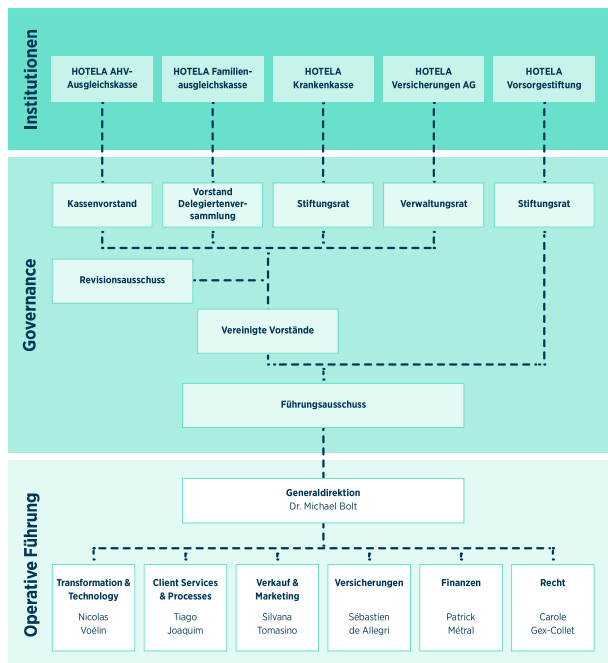 Institutionen
HOTELA AHV-
Ausgleichskasse
HOTELA Familien-
ausgleichskasse
HOTELA
Krankenkasse
HOTELA
Versicherungen AG
HOTELA
Vorsorgestiftung
Governance
Kassenvorstand
Vorstand
Delegiertenver-
sammlung
Stiftungsrat
Verwaltungsrat
Stiftungsrat
Revisionsausschuss
Vereinigte Vorstände
Führungsausschuss
Operative Führung
Generaldirektion
Dr. Michael Bolt
Transformation &
Technology
Nicolas
Voélin
Client Services
& Processes
Tiago
Joaquim
Verkauf &
Marketing
Silvana
Tomasino
Versicherungen
Sébastien
de Allegri
Finanzen
Patrick
Métral
Recht
Carole
Gex-Collet